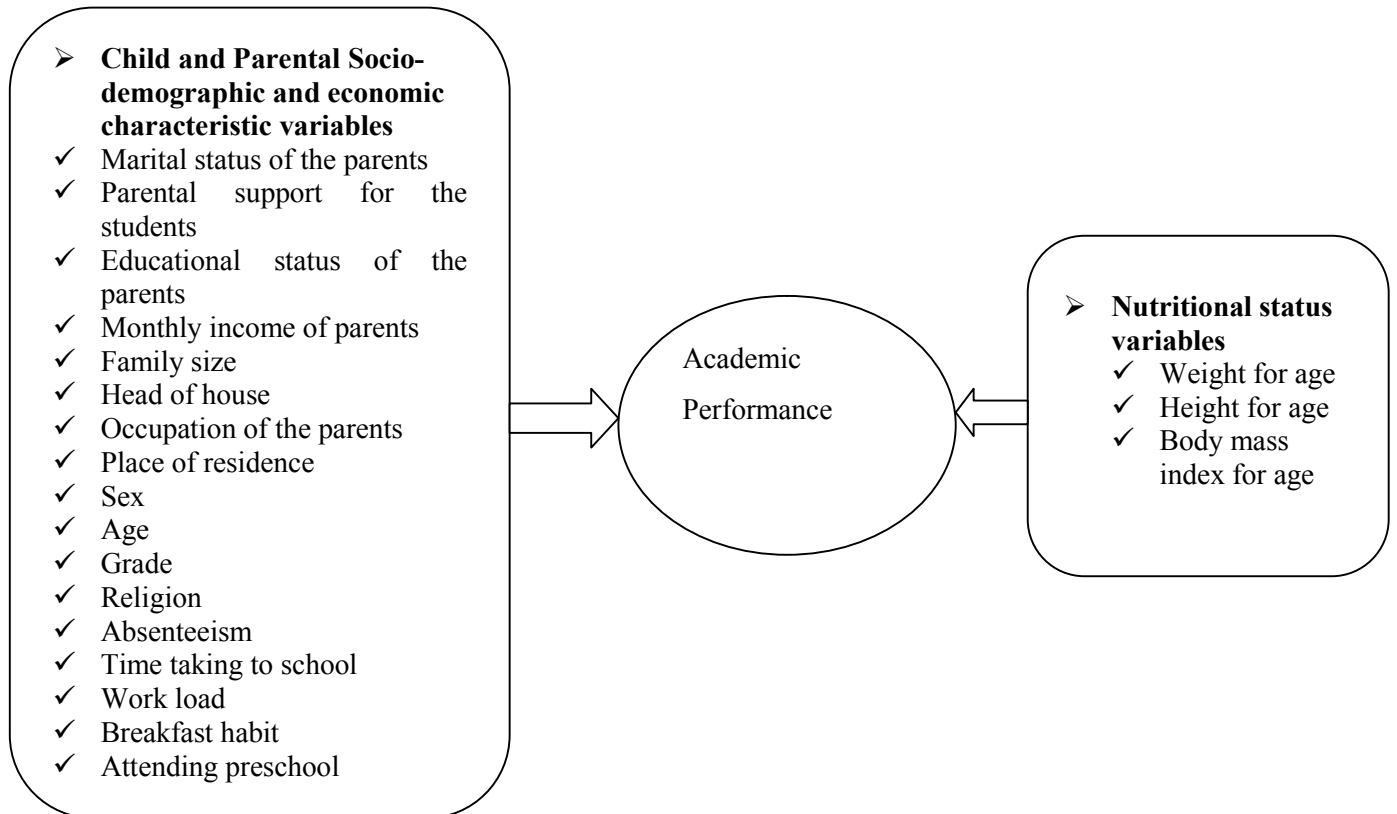 ➢ Child and Parental Socio-
demographic and economic
characteristic variables
✓ Marital status of the parents
✓ Parental support for the
students
✓ Educational status of the
parents
✓ Monthly income of parents
✓ Family size
✓ Head of house
✓ Occupation of the parents
✓ Place of residence
✓ Sex
✓ Age
✓ Grade
✓ Religion
✓ Absenteeism
✓ Time taking to school
✓ Work load
✓ Breakfast habit
✓ Attending preschool
Academic
Performance
➢ Nutritional status
variables
✓ Weight for age
✓ Height for age
✓ Body mass
index for age